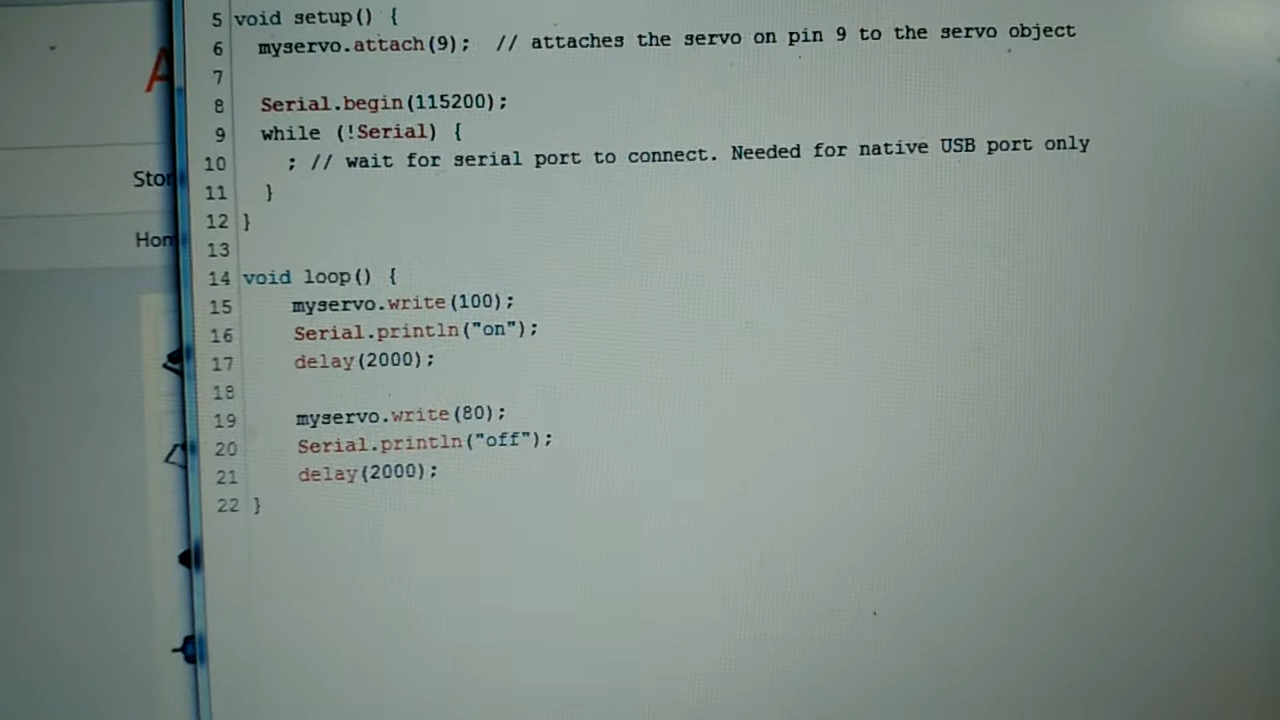 A
Stor
Hom
5 void setup() {
6 myservo.attach(9); // attaches the servo on pin 9 to the servo object
7
8 Serial.begin(115200);
9 while (!Serial) {
10 ; // wait for serial port to connect. Needed for native USB port only
11 }
12 }
13
14 void loop() {
15 myservo.write(100);
16 Serial.println("on");
17 delay(2000);
18
19 myservo.write(80);
20 Serial.println("off");
21 delay(2000);
22 }